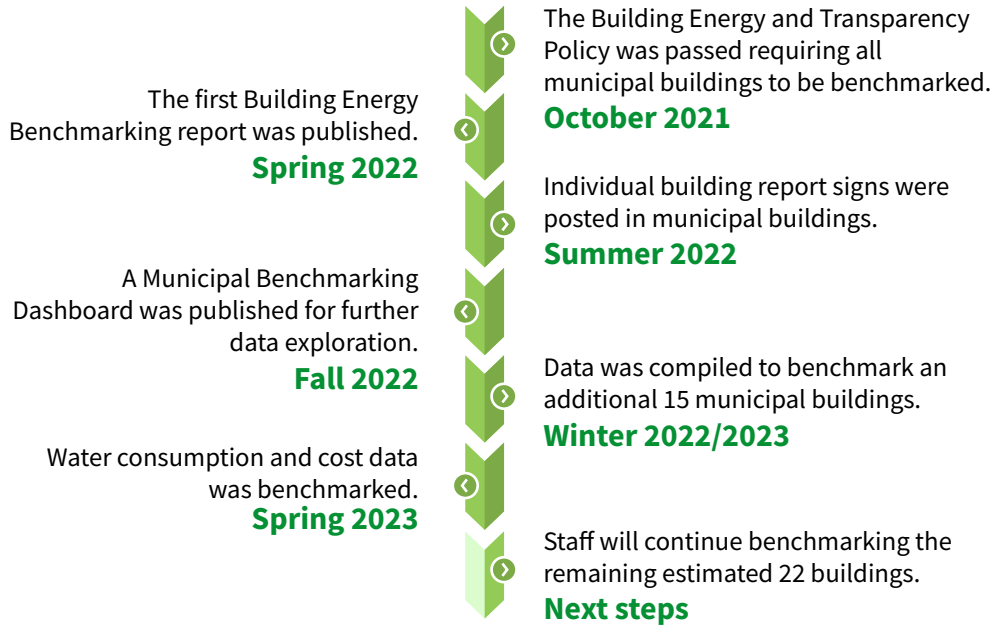 The Building Energy and Transparency
Policy was passed requiring all
municipal buildings to be benchmarked.
October 2021
The first Building Energy
Benchmarking report was published.
Spring 2022
Individual building report signs were
posted in municipal buildings.
Summer 2022
A Municipal Benchmarking
Dashboard was published for further
data exploration.
Fall 2022
Data was compiled to benchmark an
additional 15 municipal buildings.
Winter 2022/2023
Water consumption and cost data
was benchmarked.
Spring 2023
Staff will continue benchmarking the
remaining estimated 22 buildings.
Next steps